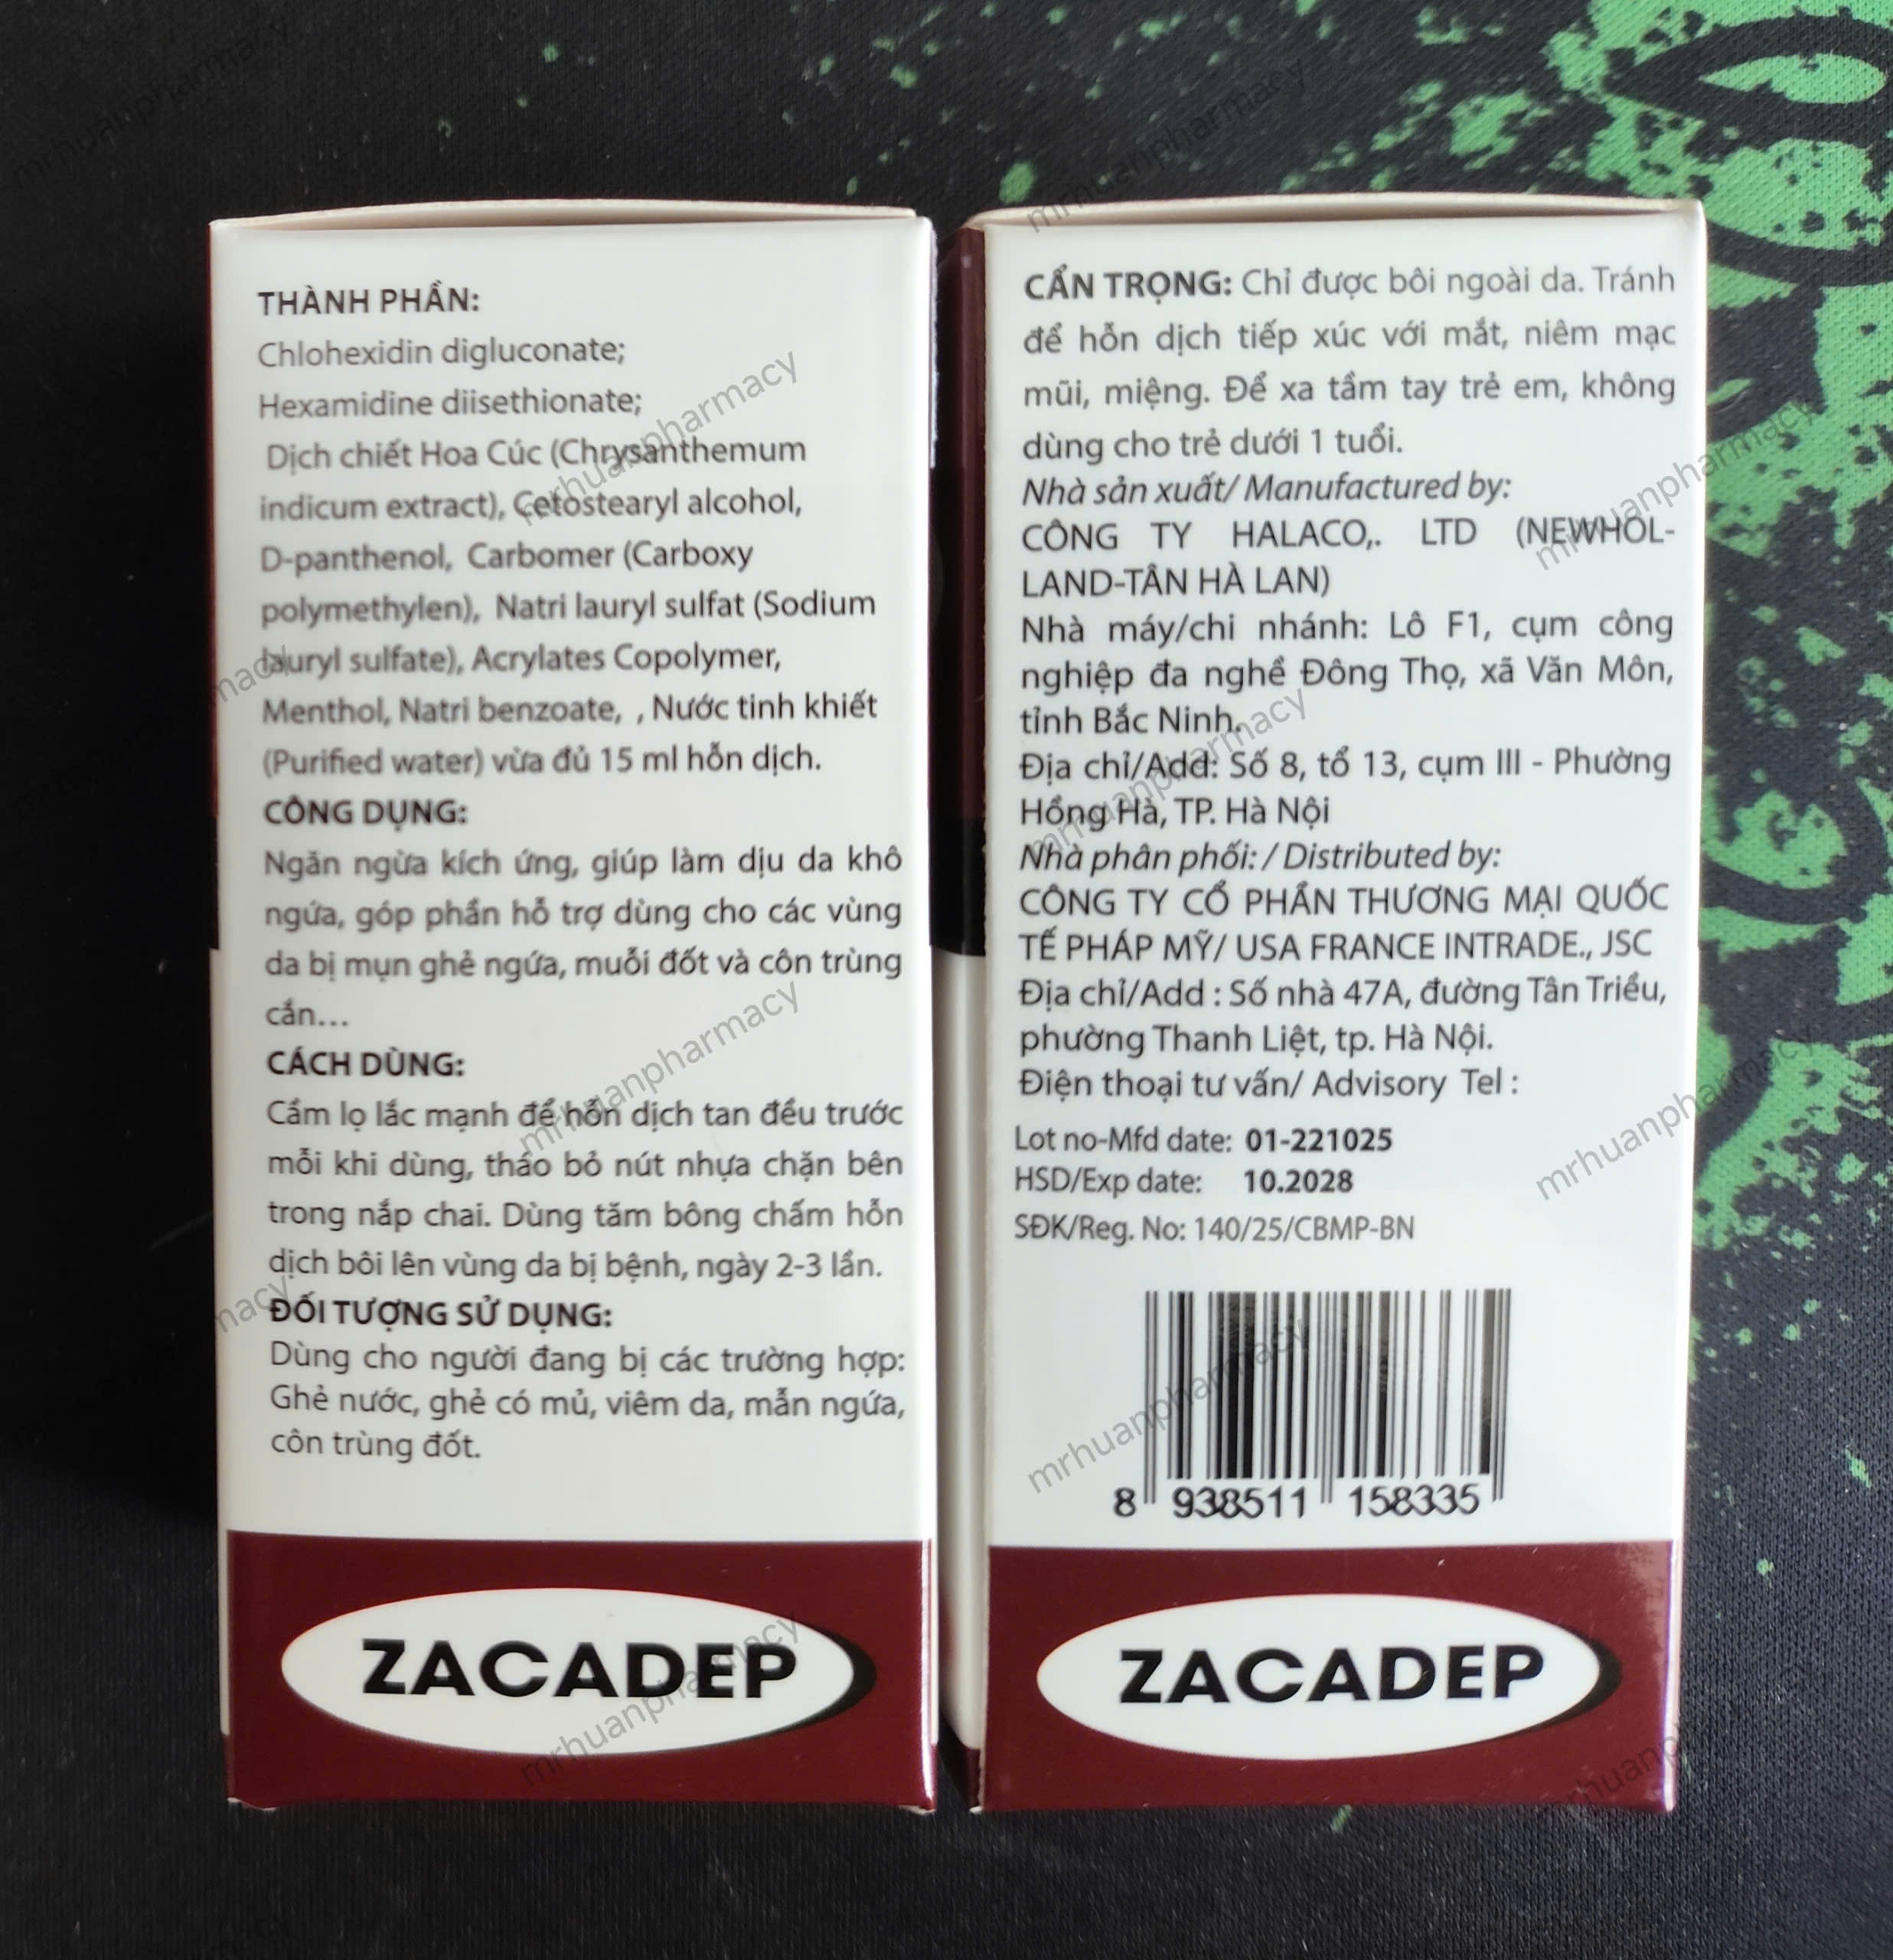 THÀNH PHẦN:
Chlohexidin digluconate;
Hexamidine diisethionate;
Dịch chiết Hoa Cúc (Chrysanthemum
indicum extract), Cetostearyl alcohol,
D-panthenol, Carbomer (Carboxy
polymethylen), Natri lauryl sulfat (Sodium
lauryl sulfate), Acrylates Copolymer,
Menthol, Natri benzoate, , Nước tinh khiết
(Purified water) vừa đủ 15 ml hỗn dịch.
CÔNG DỤNG:
Ngăn ngừa kích ứng, giúp làm dịu da khô
ngứa, góp phần hỗ trợ dùng cho các vùng
da bị mụn ghẻ ngứa, muỗi đốt và côn trùng
cắn...
CÁCH DÙNG:
Cầm lọ lắc mạnh để hỗn dịch tan đều trước
mỗi khi dùng, tháo bỏ nút nhựa chặn bên
trong nắp chai. Dùng tăm bông chấm hỗn
dịch bôi lên vùng da bị bệnh, ngày 2-3 lần.
ĐỐI TƯỢNG SỬ DỤNG:
Dùng cho người đang bị các trường hợp:
Ghẻ nước, ghẻ có mủ, viêm da, mẩn ngứa,
côn trùng đốt.
ZACADEP
CẨN TRỌNG: Chỉ được bôi ngoài da. Tránh
để hỗn dịch tiếp xúc với mắt, niêm mạc
mũi, miệng. Để xa tầm tay trẻ em, không
dùng cho trẻ dưới 1 tuổi.
Nhà sản xuất/ Manufactured by:
CÔNG TY HALACO,. LTD (NEWHOL-
LAND-TÂN HÀ LAN)
Nhà máy/chi nhánh: Lô F1, cụm công
nghiệp đa nghề Đông Thọ, xã Văn Môn,
tỉnh Bắc Ninh.
Địa chỉ/Add: Số 8, tổ 13, cụm III - Phường
Hồng Hà, TP. Hà Nội
Nhà phân phối: / Distributed by:
CÔNG TY CỔ PHẦN THƯƠNG MẠI QUỐC
TẾ PHÁP MỸ/ USA FRANCE INTRADE., JSC
Địa chỉ/Add : Số nhà 47A, đường Tân Triều,
phường Thanh Liệt, tp. Hà Nội.
Điện thoại tư vấn/ Advisory Tel :
Lot no-Mfd date: 01-221025
HSD/Exp date: 10.2028
SĐK/Reg. No: 140/25/CBMP-BN
8 938511 158335
ZACADEP
mrhuanpharmacy